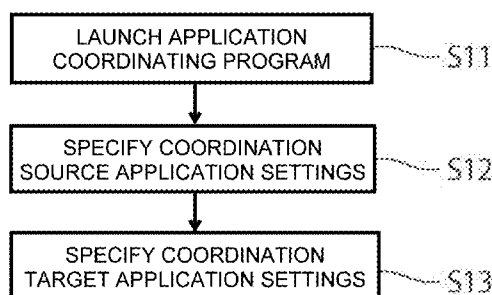 LAUNCH APPLICATION
COORDINATING PROGRAM
S11
SPECIFY COORDINATION
SOURCE APPLICATION SETTINGS
S12
SPECIFY COORDINATION
TARGET APPLICATION SETTINGS
S13